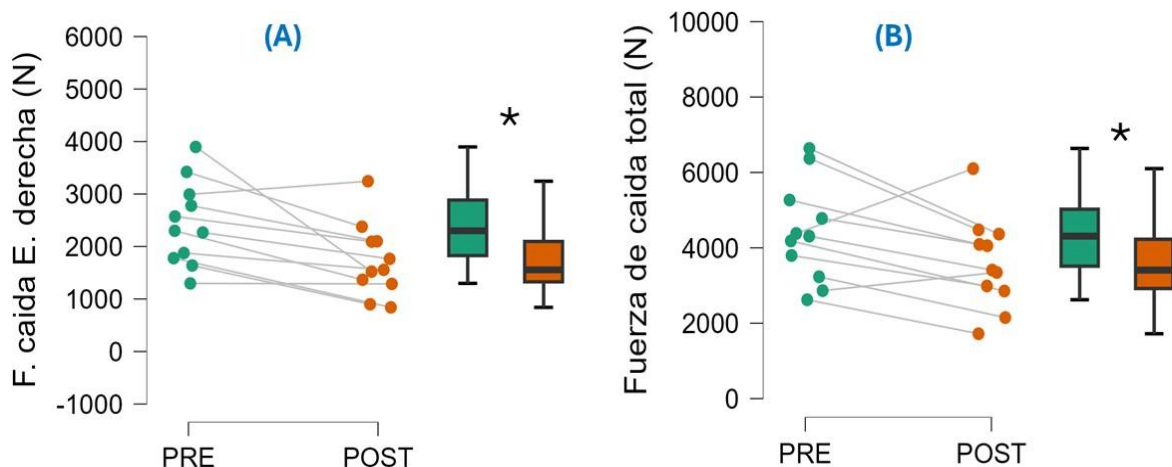 (A)
F. caida E. derecha (N)
6000
5000
4000
3000
2000
1000
0
-1000
*
PRE POST
(B)
Fuerza de caida total (N)
10000
8000
6000
4000
2000
0
*
PRE POST